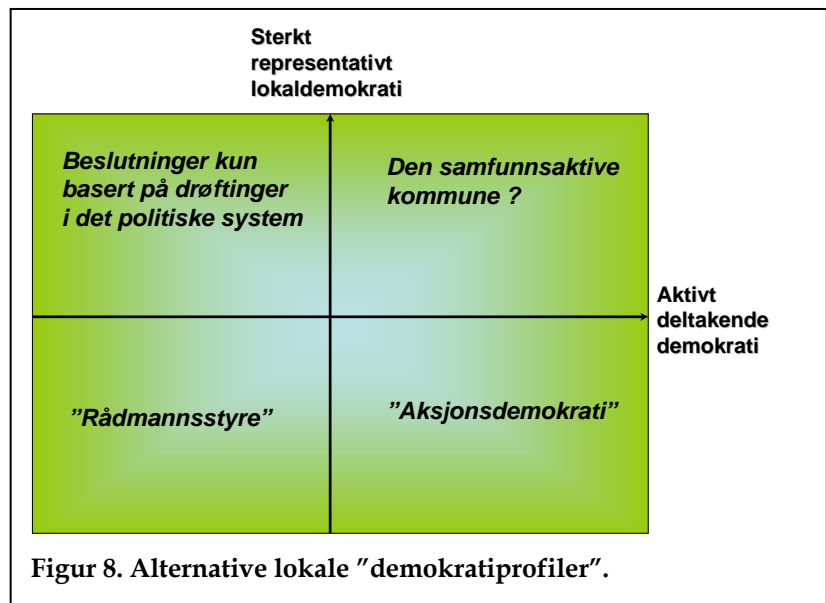 Sterkt
representativt
lokaldemokrati
Beslutninger kun
basert på drøftinger
i det politiske system
Den samfunnsaktive
kommune ?
Aktivt
deltakende
demokrati
”Rådmannsstyre”
”Aksjonsdemokrati”
Figur 8. Alternative lokale ”demokratiprofiler”.